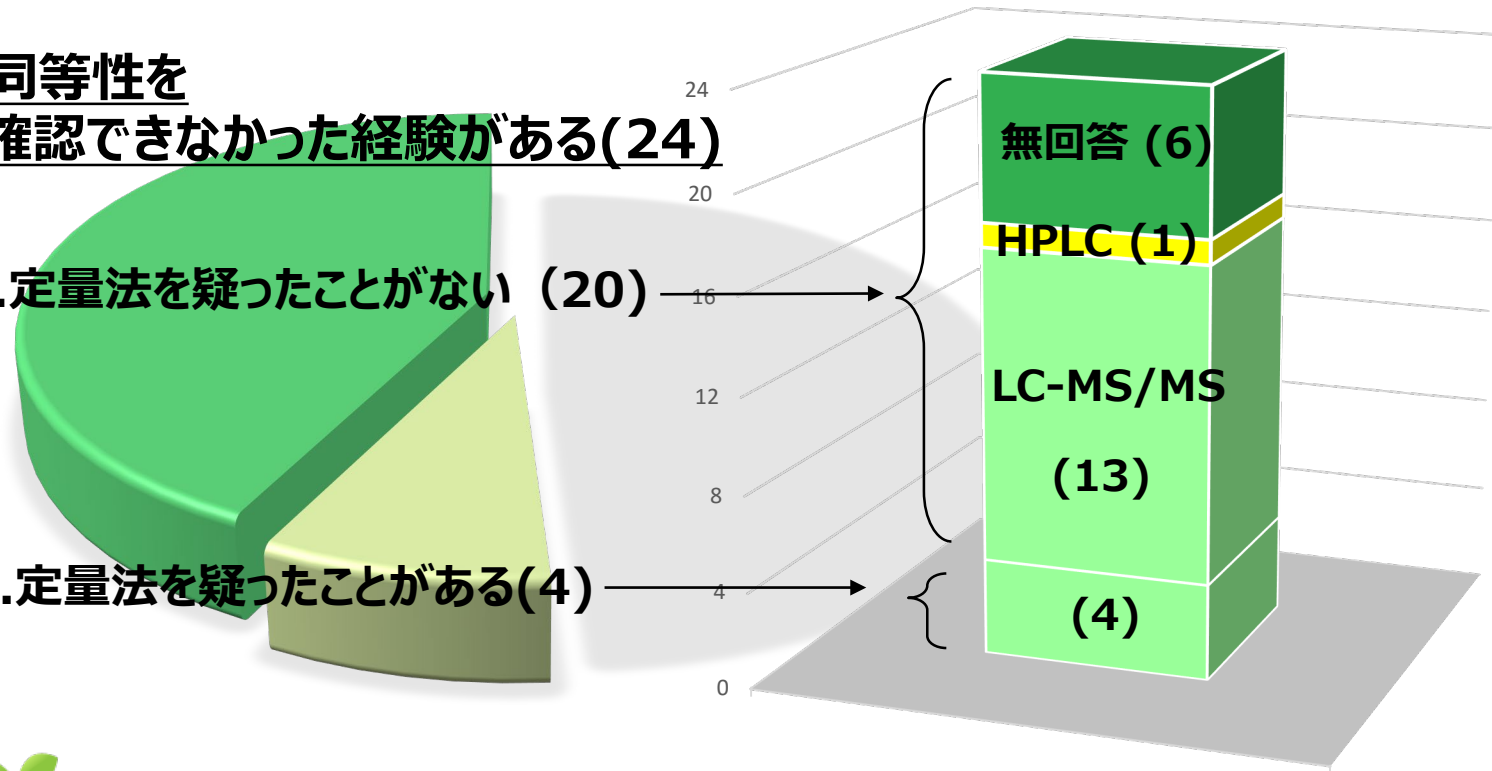 同等性を
確認できなかった経験がある(24)
.定量法を疑ったことがない（20)
.定量法を疑ったことがある(4)
24
20
16
12
8
4
0
無回答 (6)
HPLC (1)
LC-MS/MS
(13)
(4)